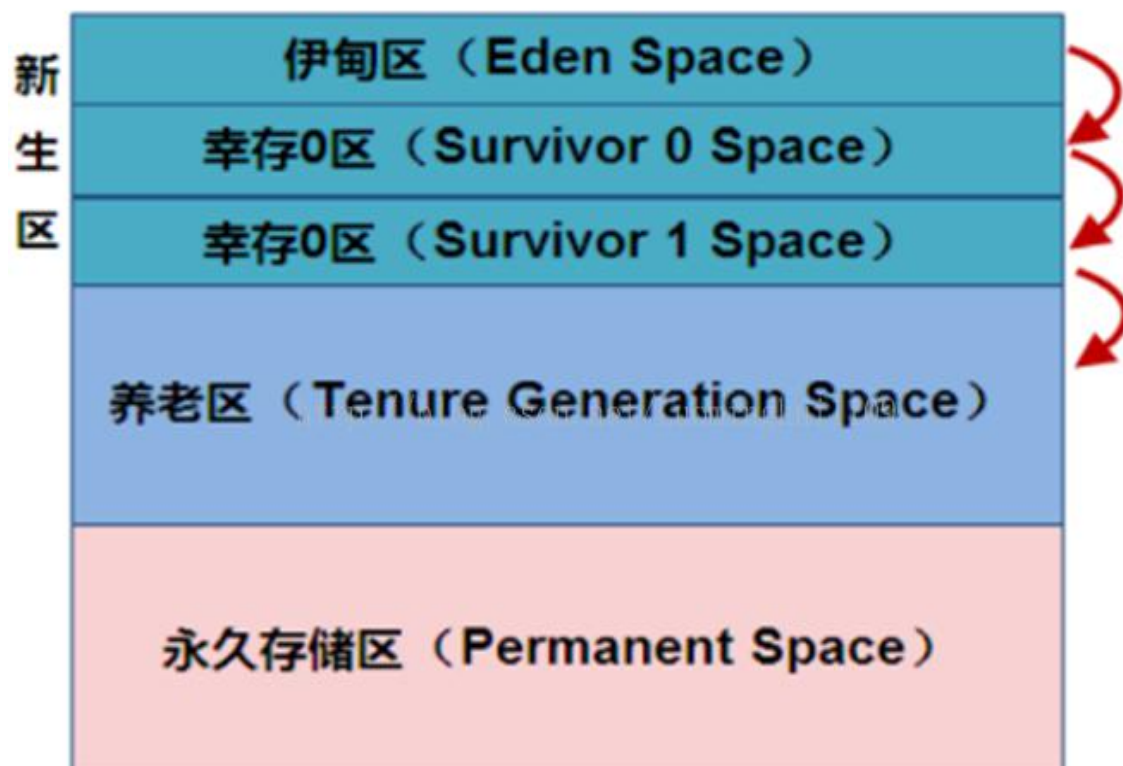 新生区
伊甸区（Eden Space）
幸存0区（Survivor 0 Space）
幸存0区（Survivor 1 Space）
养老区（Tenure Generation Space）
永久存储区（Permanent Space）